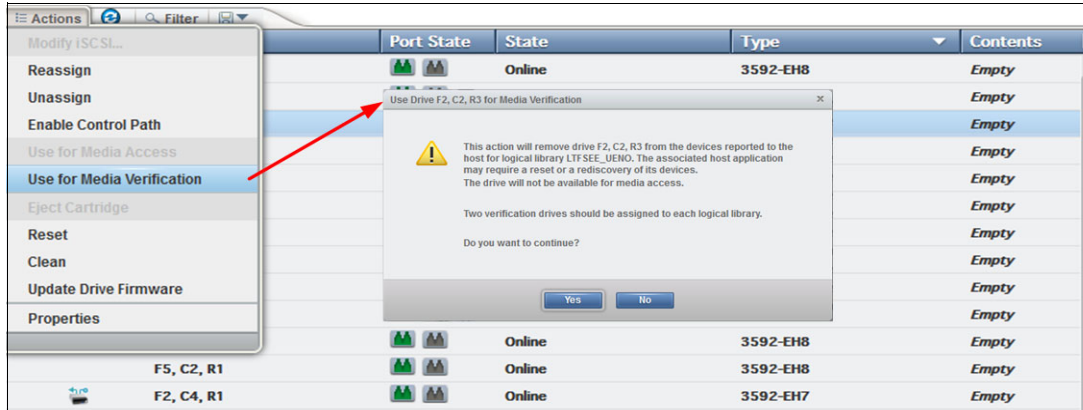 Actions
Filter
Port State State Type Contents
Modify iSCSI...
Reassign
Unassign
Enable Control Path
Use for Media Access
Use for Media Verification
Eject Cartridge
Reset
Clean
Update Drive Firmware
Properties
Online 3592-EH8 Empty
Empty
Empty
Empty
Empty
Empty
Empty
Empty
Empty
Empty
Use Drive F2, C2, R3 for Media Verification x
This action will remove drive F2, C2, R3 from the devices reported to the
host for logical library LTFSEE_UENO. The associated host application
may require a reset or a rediscovery of its devices.
The drive will not be available for media access.
Two verification drives should be assigned to each logical library.
Do you want to continue?
Yes No
Online 3592-EH8 Empty
F5, C2, R1 Online 3592-EH8 Empty
F2, C4, R1 Online 3592-EH7 Empty